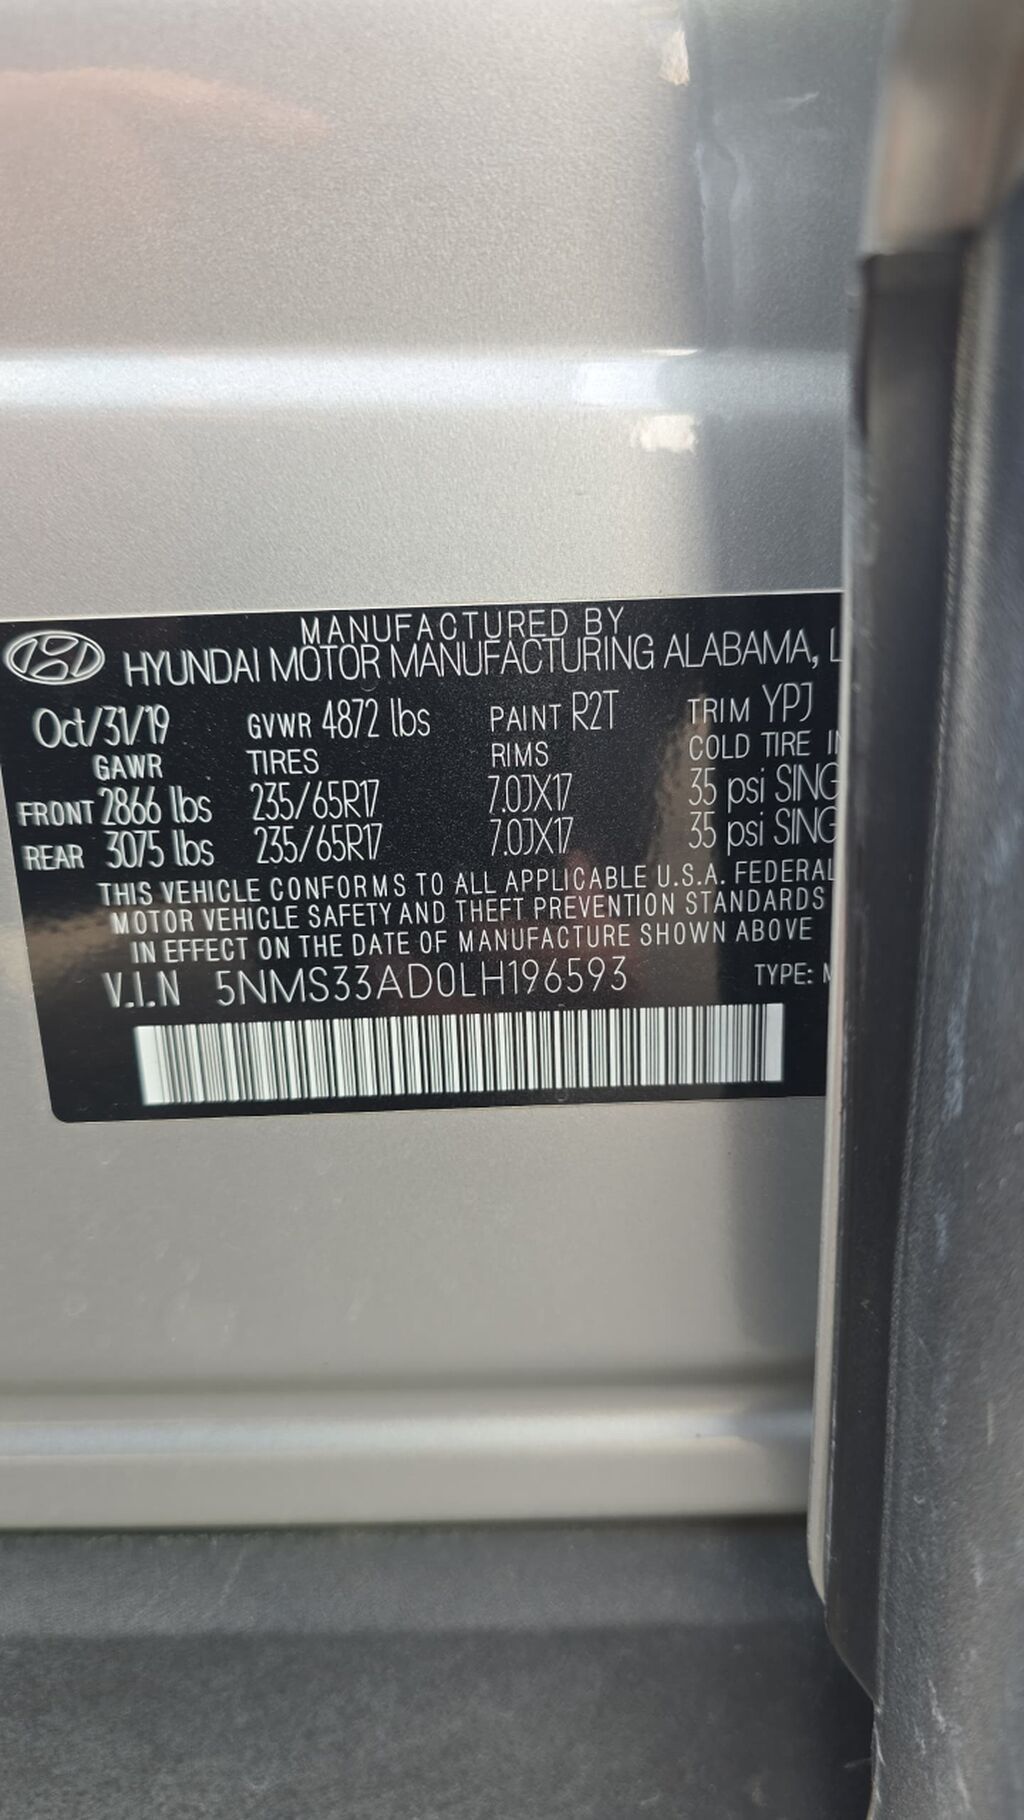 MANUFACTURED BY
HYUNDAI MOTOR MANUFACTURING ALABAMA, L
Oct/31/19 GVWR 4872 lbs PAINT R2T TRIM YPJ
GAWR TIRES RIMS COLD TIRE
FRONT 2866 lbs 235/65R17 7.0JX17 35 psi SING
REAR 3075 lbs 235/65R17 7.0JX17 35 psi SING
THIS VEHICLE CONFORMS TO ALL APPLICABLE U.S.A. FEDERAL
MOTOR VEHICLE SAFETY AND THEFT PREVENTION STANDARDS
IN EFFECT ON THE DATE OF MANUFACTURE SHOWN ABOVE
V.I.N 5NMS33AD0LH196593 TYPE: